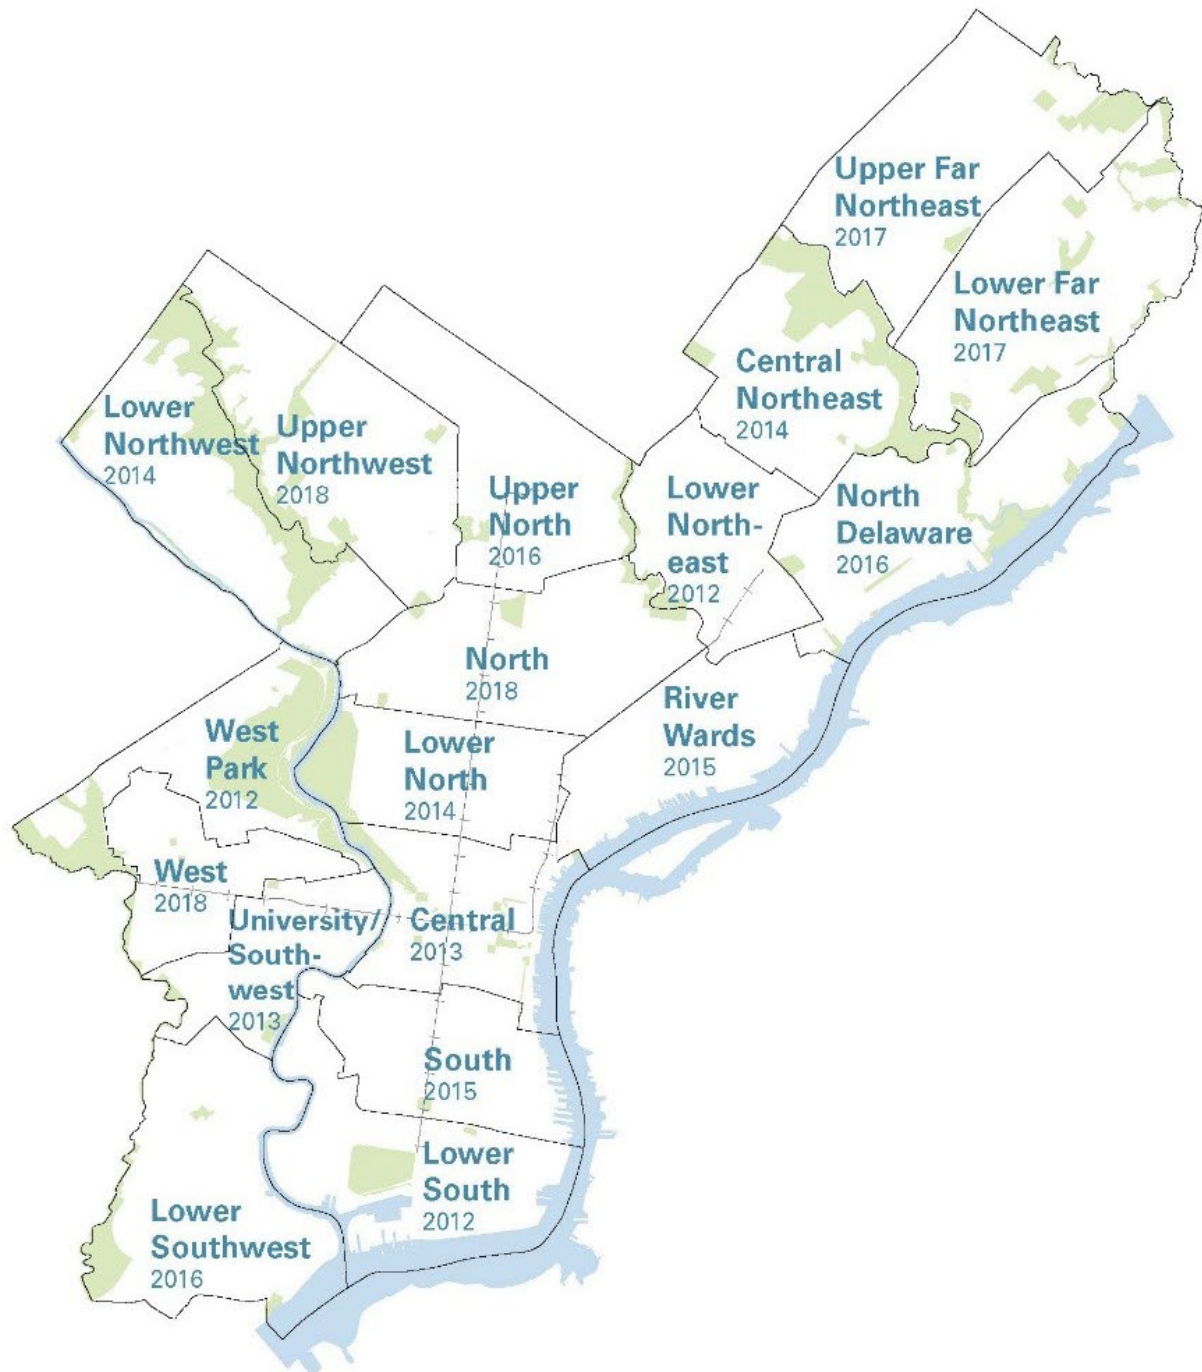 Upper Far
Northeast
2017
Lower Far
Northeast
2017
Central
Northeast
2014
Lower
Northwest
2014
Upper
Northwest
2018
Upper
North
2016
Lower
North-
east
2012
North
Delaware
2016
North
2018
River
Wards
2015
West
Park
2012
Lower
North
2014
West
2018
University/
South-
west
2013
Central
2013
South
2015
Lower
South
2012
Lower
Southwest
2016